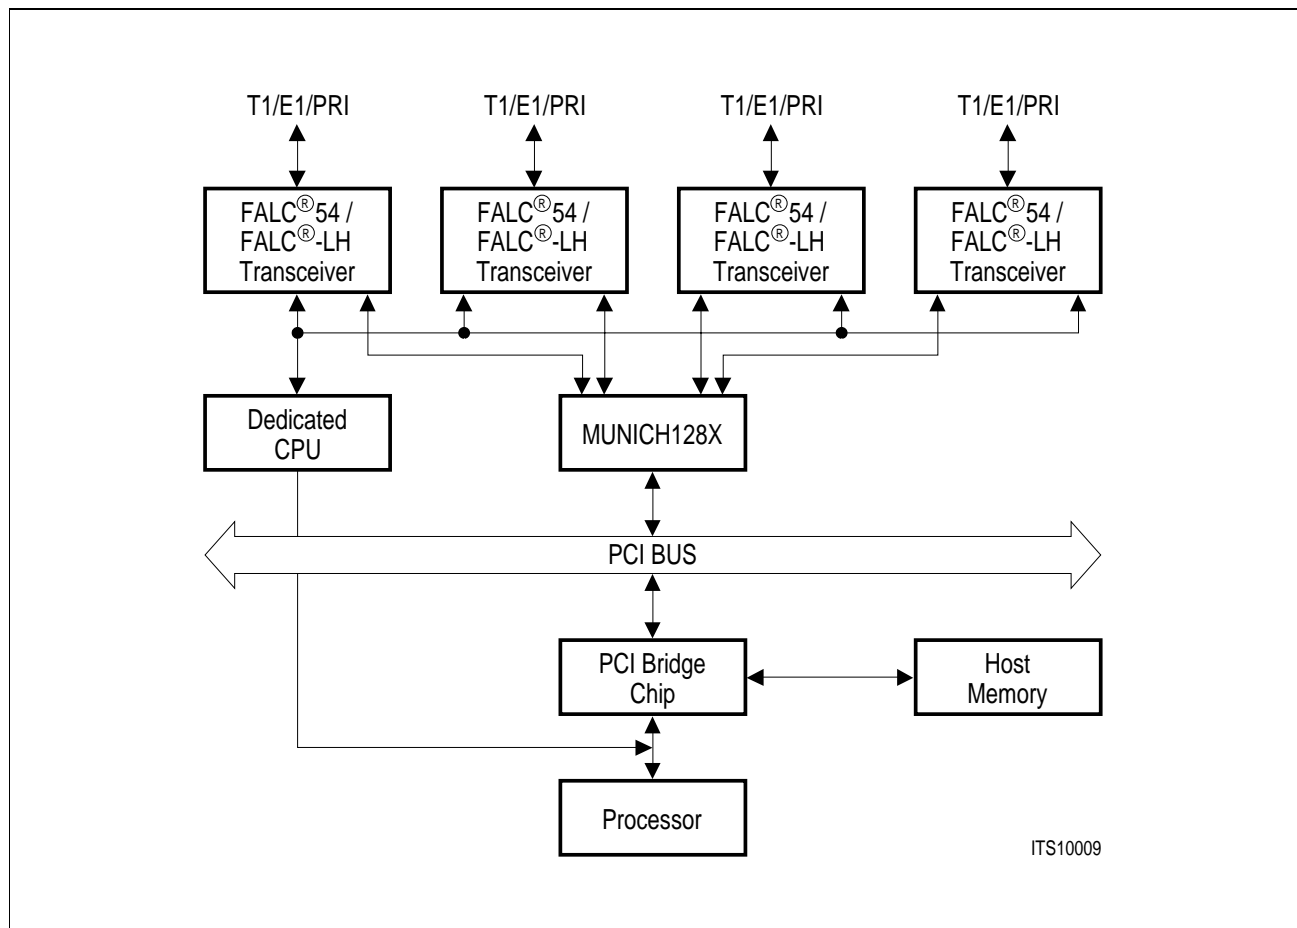 T1/E1/PRI T1/E1/PRI T1/E1/PRI T1/E1/PRI
FALC®54 /
FALC®-LH
Transceiver
FALC®54 /
FALC®-LH
Transceiver
FALC®54 /
FALC®-LH
Transceiver
FALC®54 /
FALC®-LH
Transceiver
Dedicated
CPU
MUNICH128X
PCI BUS
PCI Bridge
Chip
Host
Memory
Processor
ITS10009